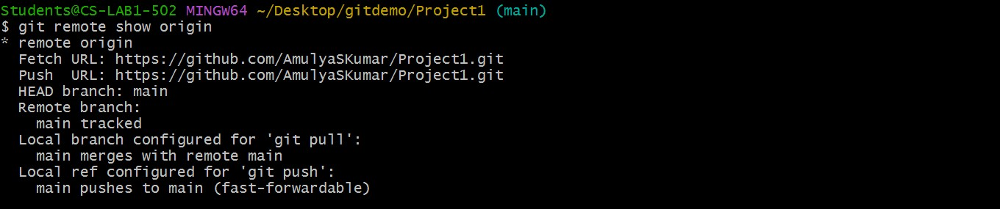 Students@CS-LAB1-502 MINGW64 ~/Desktop/gitdemo/Project1 (main)
$ git remote show origin
* remote origin
  Fetch URL: https://github.com/AmulyaSKumar/Project1.git
  Push  URL: https://github.com/AmulyaSKumar/Project1.git
  HEAD branch: main
  Remote branch:
    main tracked
  Local branch configured for 'git pull':
    main merges with remote main
  Local ref configured for 'git push':
    main pushes to main (fast-forwardable)